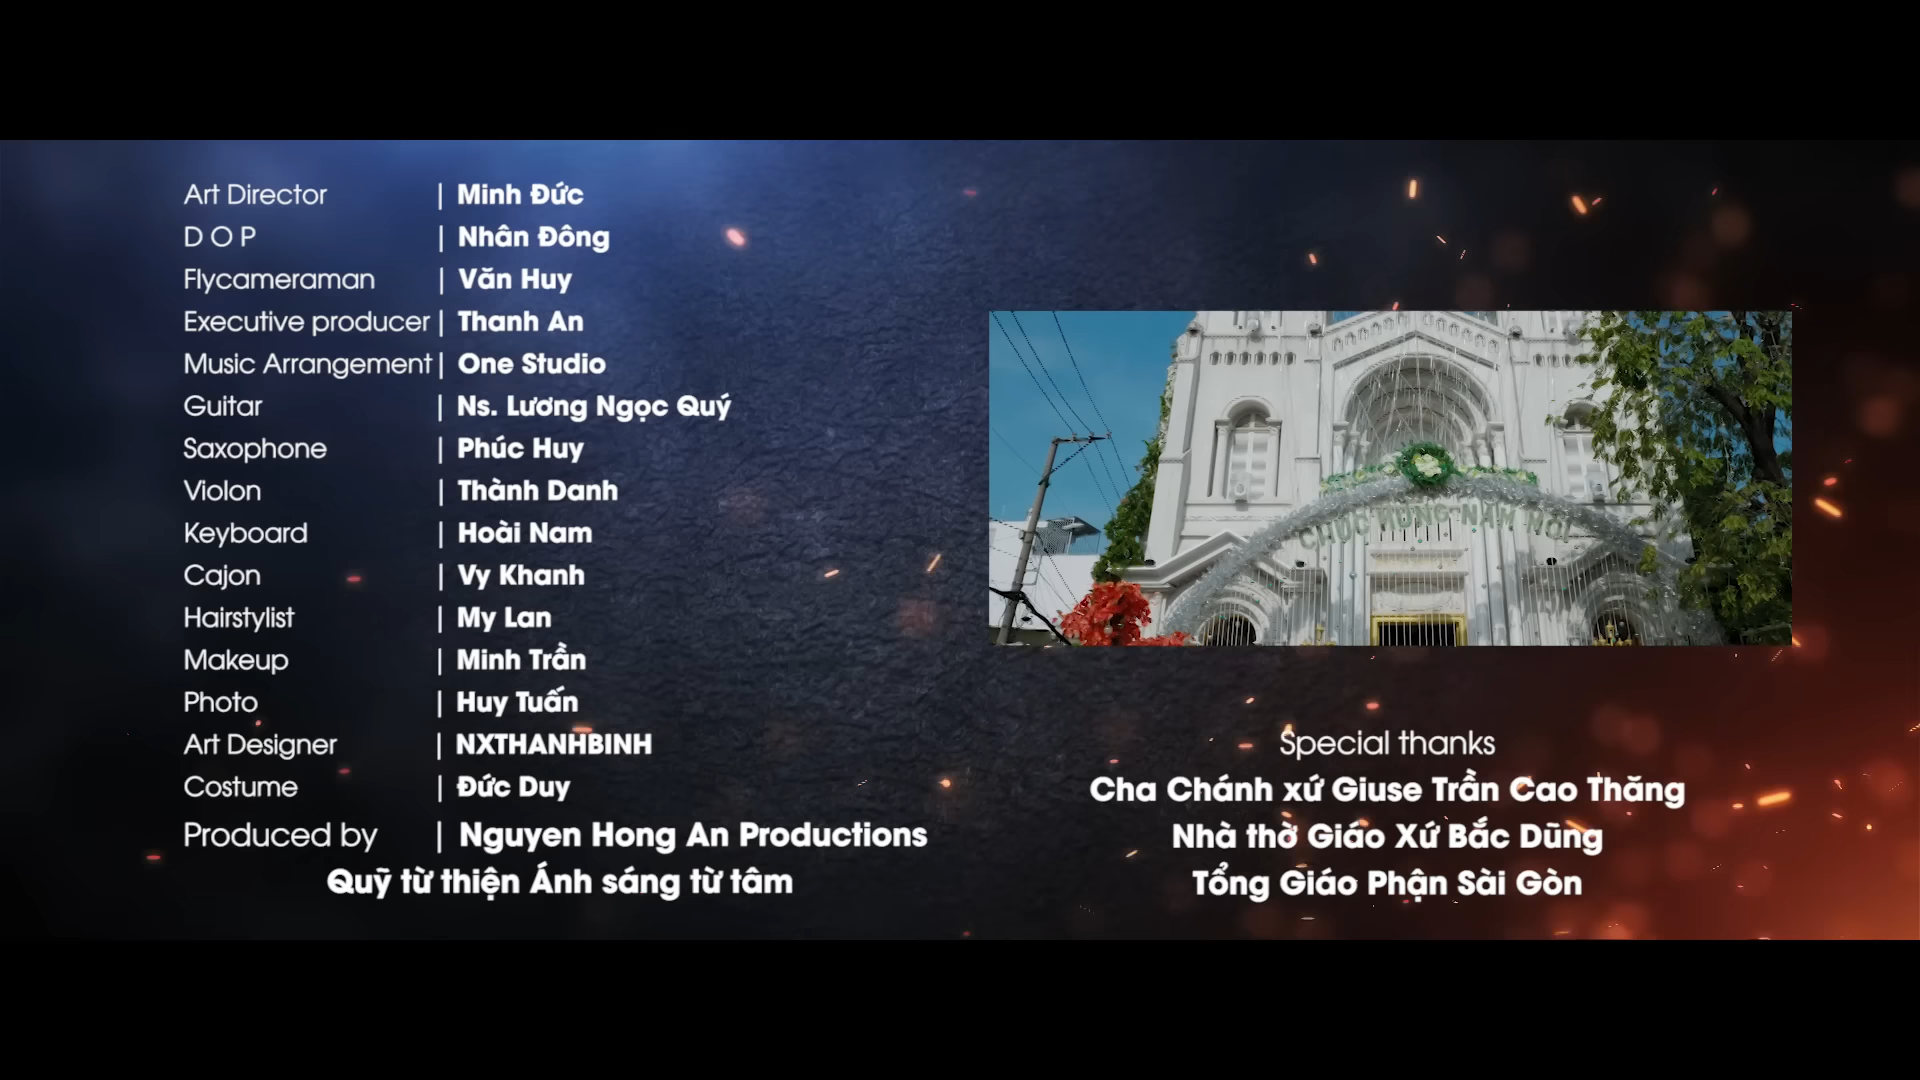 Art Director | Minh Đức
D O P | Nhân Đông
Flycameraman | Văn Huy
Executive producer | Thanh An
Music Arrangement | One Studio
Guitar | Ns. Lương Ngọc Quý
Saxophone | Phúc Huy
Violon | Thành Danh
Keyboard | Hoài Nam
Cajon | Vy Khanh
Hairstylist | My Lan
Makeup | Minh Trần
Photo | Huy Tuấn
Art Designer | NXTHANHBINH
Costume | Đức Duy
Produced by | Nguyen Hong An Productions
Quỹ từ thiện Ánh sáng từ tâm
CHÚC MỪNG NĂM MỚI
Special thanks
Cha Chánh xứ Giuse Trần Cao Thăng
Nhà thờ Giáo Xứ Bắc Dũng
Tổng Giáo Phận Sài Gòn